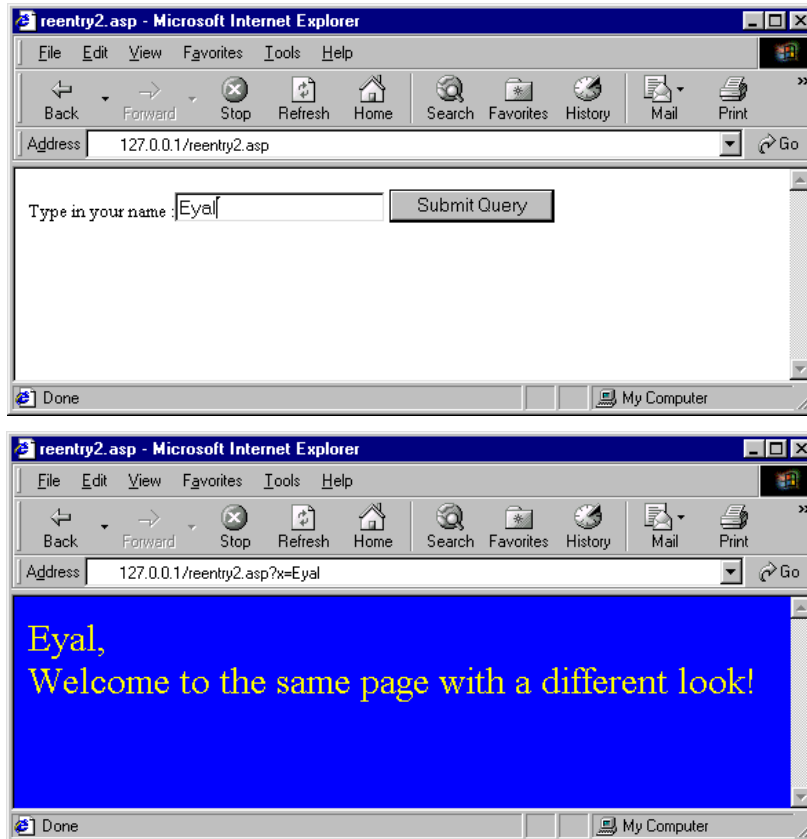 reentry2.asp - Microsoft Internet Explorer
File Edit View Favorites Tools Help
Back Forward Stop Refresh Home Search Favorites History Mail Print
Address 127.0.0.1/reentry2.asp Go
Type in your name : Eyal Submit Query
Done My Computer
reentry2.asp - Microsoft Internet Explorer
File Edit View Favorites Tools Help
Back Forward Stop Refresh Home Search Favorites History Mail Print
Address 127.0.0.1/reentry2.asp?x=Eyal Go
Eyal,
Welcome to the same page with a different look!
Done My Computer